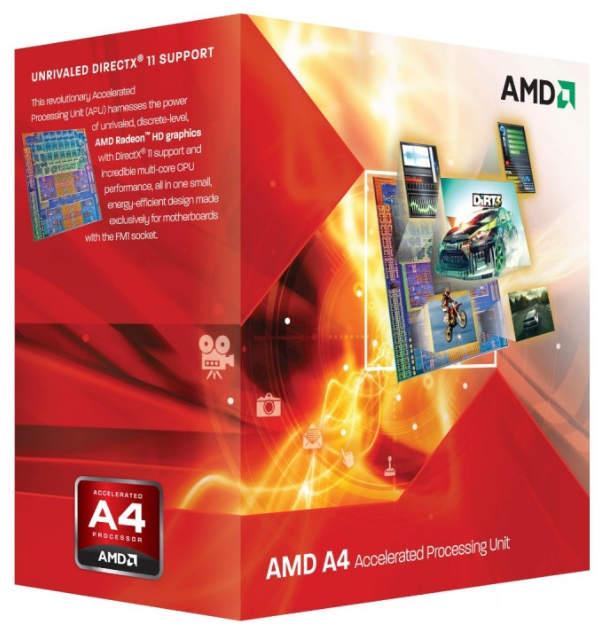 UNRIVALED DIRECTX® 11 SUPPORT
This revolutionary Accelerated
Processing Unit (APU) harnesses the power
of unrivaled, discrete-level,
AMD Radeon™ HD graphics
with DirectX® 11 support and
incredible multi-core CPU
performance, all in one small,
energy-efficient design made
exclusively for motherboards
with the FM1 socket.
ACCELERATED
A4
PROCESSOR
AMD
AMD
DiRT3
AMD A4 Accelerated Processing Unit